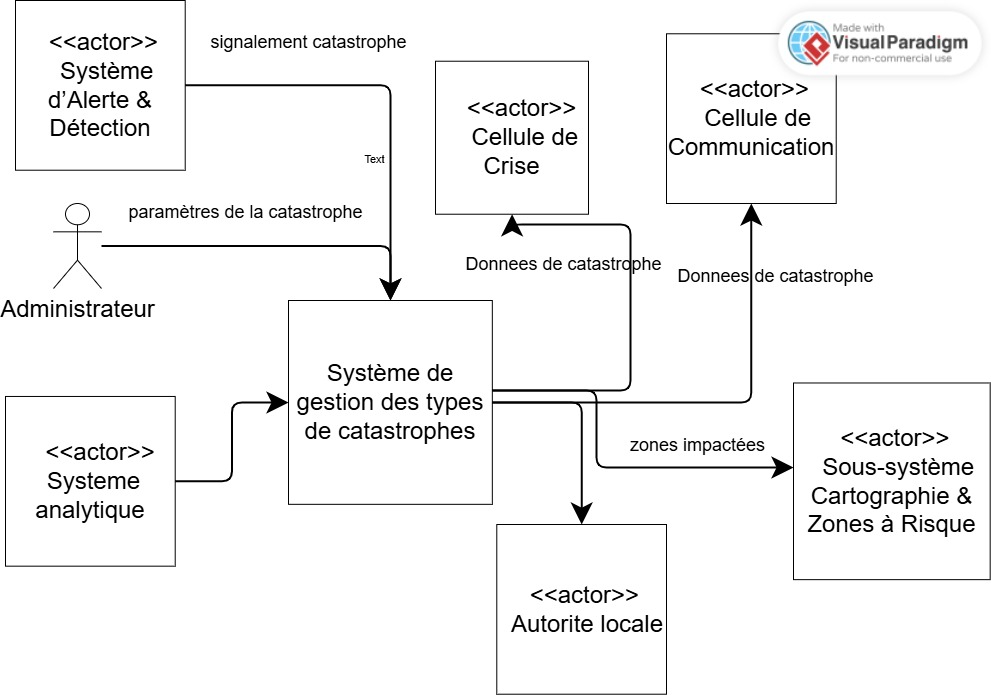 <<actor>>
Système
d'Alerte &
Détection
signalement catastrophe
Made with
VisualParadigm
For non-commercial use
<<actor>>
Cellule de
Crise
<<actor>>
Cellule de
Communication
Text
paramètres de la catastrophe
Administrateur
Donnees de catastrophe
Donnees de catastrophe
Système de
gestion des types
de catastrophes
<<actor>>
Systeme
analytique
zones impactées
<<actor>>
Sous-système
Cartographie &
Zones à Risque
<<actor>>
Autorite locale